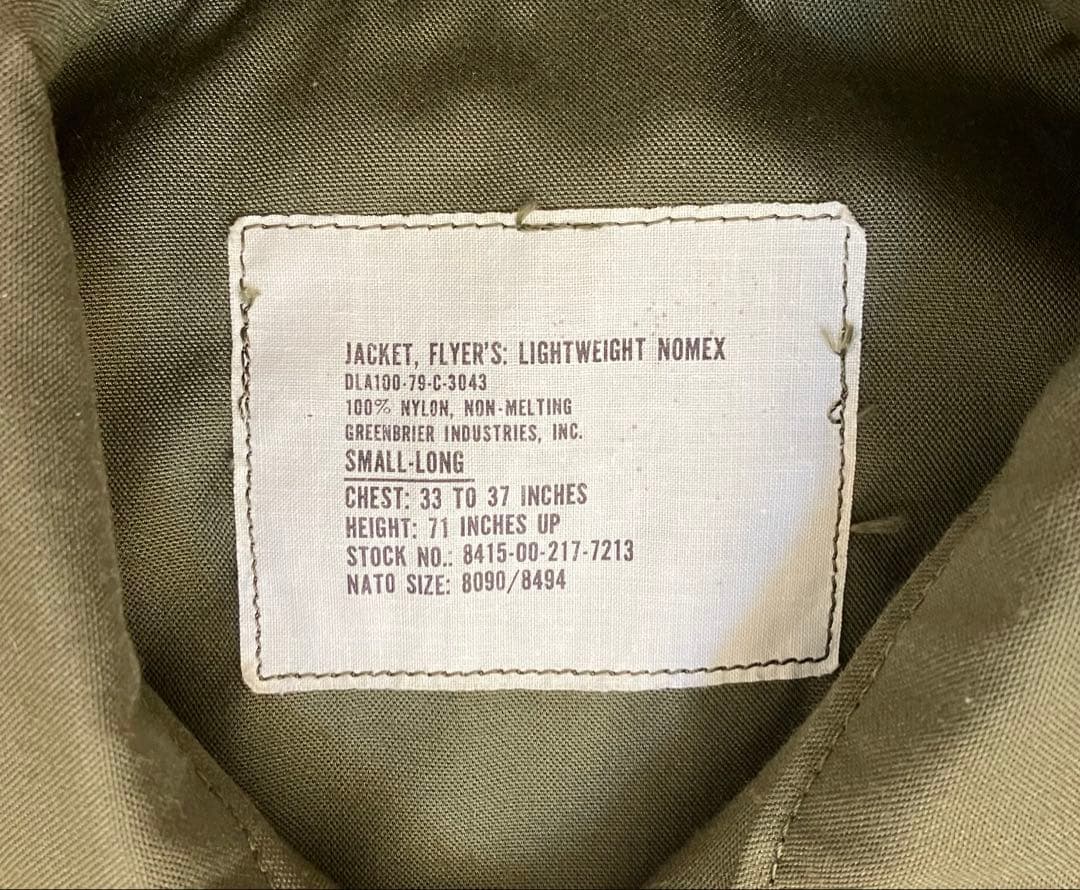 JACKET, FLYER'S: LIGHTWEIGHT NOMEX
DLA100-79-C-3043
100% NYLON, NON-MELTING
GREENBRIER INDUSTRIES, INC.
SMALL-LONG
CHEST: 33 TO 37 INCHES
HEIGHT: 71 INCHES UP
STOCK NO.: 8415-00-217-7213
NATO SIZE: 8090/8494